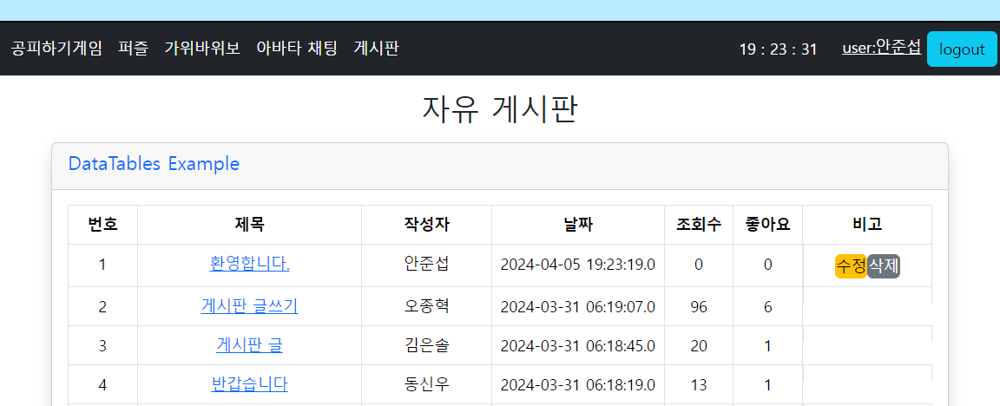 공피하기게임 퍼즐 가위바위보 아바타 채팅 게시판 19 : 23 : 31 user:안준섭 logout
자유 게시판
DataTables Example
번호 제목 작성자 날짜 조회수 좋아요 비고
1 환영합니다. 안준섭 2024-04-05 19:23:19.0 0 0 수정 삭제
2 게시판 글쓰기 오종혁 2024-03-31 06:19:07.0 96 6
3 게시판 글 김은솔 2024-03-31 06:18:45.0 20 1
4 반갑습니다 동신우 2024-03-31 06:18:19.0 13 1